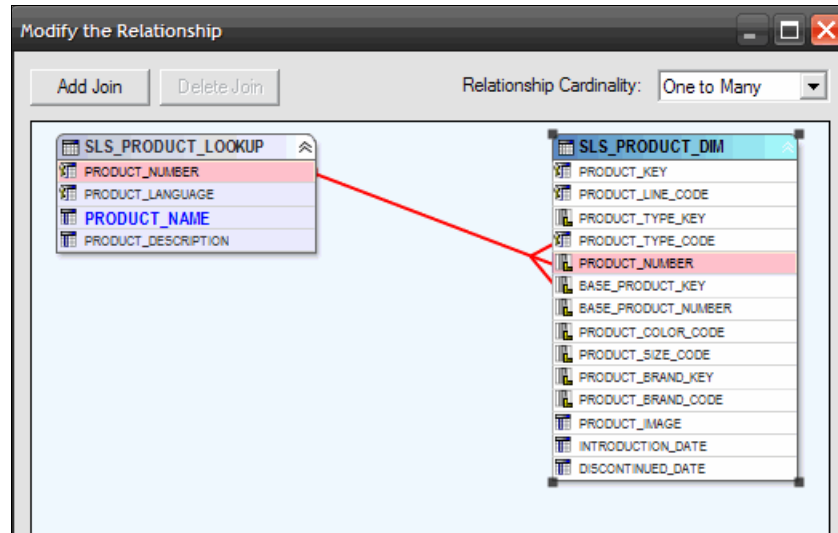 Modify the Relationship
Add Join Delete Join Relationship Cardinality: One to Many
SLS_PRODUCT_LOOKUP
PRODUCT_NUMBER
PRODUCT_LANGUAGE
PRODUCT_NAME
PRODUCT_DESCRIPTION
SLS_PRODUCT_DIM
PRODUCT_KEY
PRODUCT_LINE_CODE
PRODUCT_TYPE_KEY
PRODUCT_TYPE_CODE
PRODUCT_NUMBER
BASE_PRODUCT_KEY
BASE_PRODUCT_NUMBER
PRODUCT_COLOR_CODE
PRODUCT_SIZE_CODE
PRODUCT_BRAND_KEY
PRODUCT_BRAND_CODE
PRODUCT_IMAGE
INTRODUCTION_DATE
DISCONTINUED_DATE